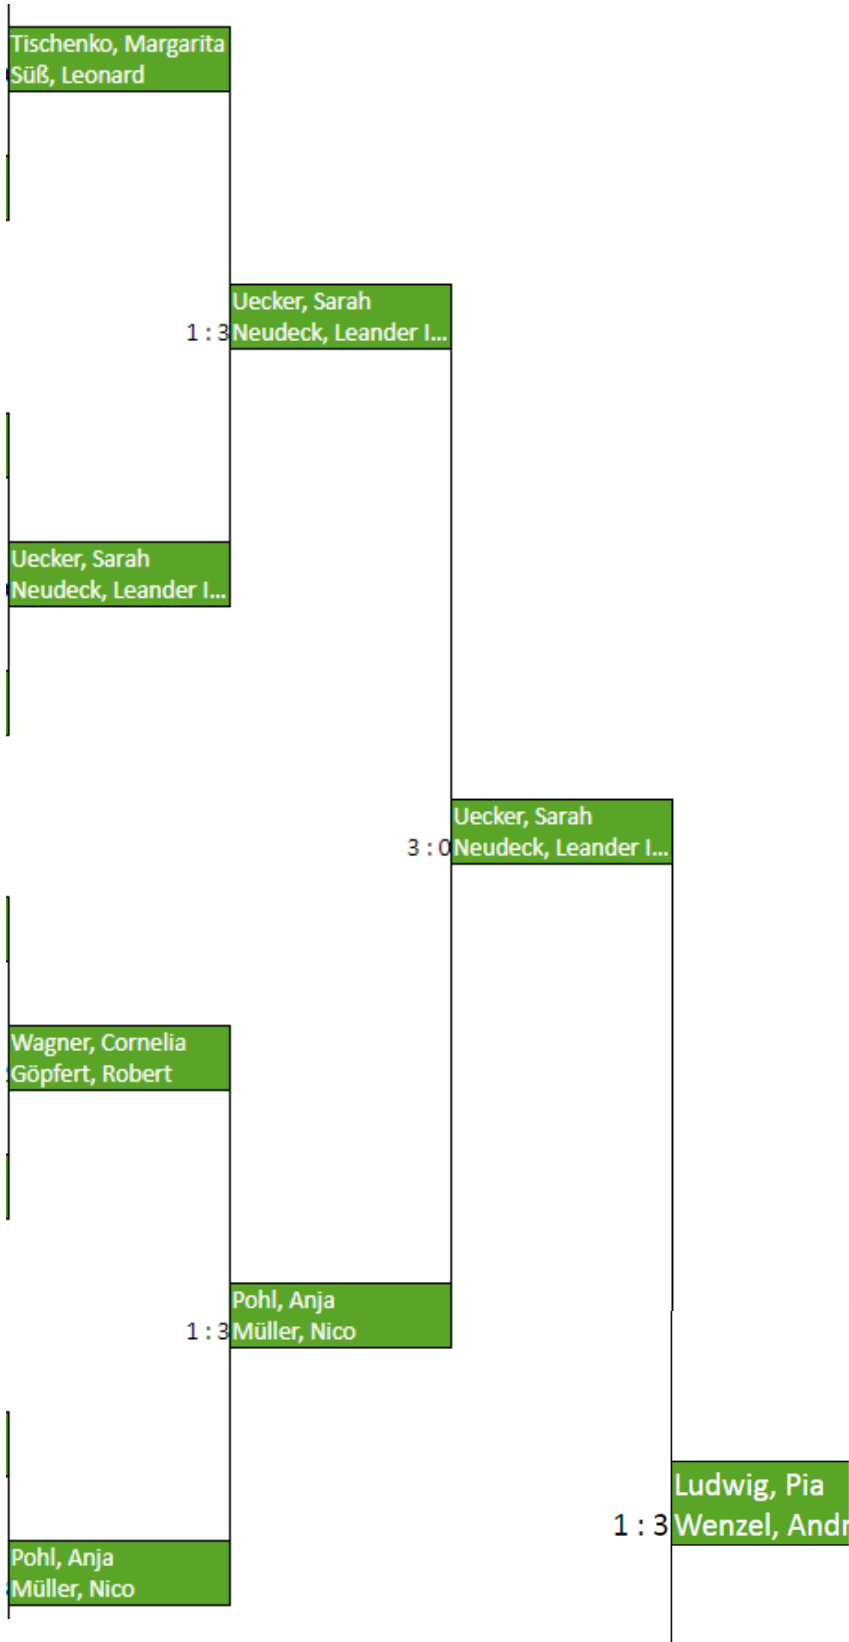 Tischenko, Margarita
Süß, Leonard
Uecker, Sarah
1 : 3 Neudeck, Leander I...
Uecker, Sarah
Neudeck, Leander I...
Uecker, Sarah
3 : 0 Neudeck, Leander I...
Wagner, Cornelia
Göpfert, Robert
Pohl, Anja
1 : 3 Müller, Nico
Ludwig, Pia
1 : 3 Wenzel, Andr
Pohl, Anja
Müller, Nico